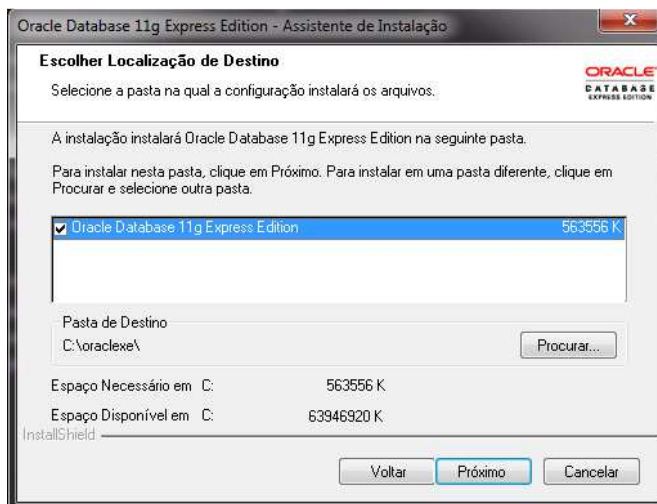 Oracle Database 11g Express Edition - Assistente de Instalação
X
Escolher Localização de Destino
Selecione a pasta na qual a configuração instalará os arquivos.
ORACLE
DATABASE
EXPRESS EDITION
A instalação instalará Oracle Database 11g Express Edition na seguinte pasta.
Para instalar nesta pasta, clique em Próximo. Para instalar em uma pasta diferente, clique em
Procurar e selecione outra pasta.
Oracle Database 11g Express Edition 563556 K
Pasta de Destino
C:\oraclexe\
Procurar...
Espaço Necessário em C: 563556 K
Espaço Disponível em C: 63946920 K
InstallShield
Voltar Próximo Cancelar